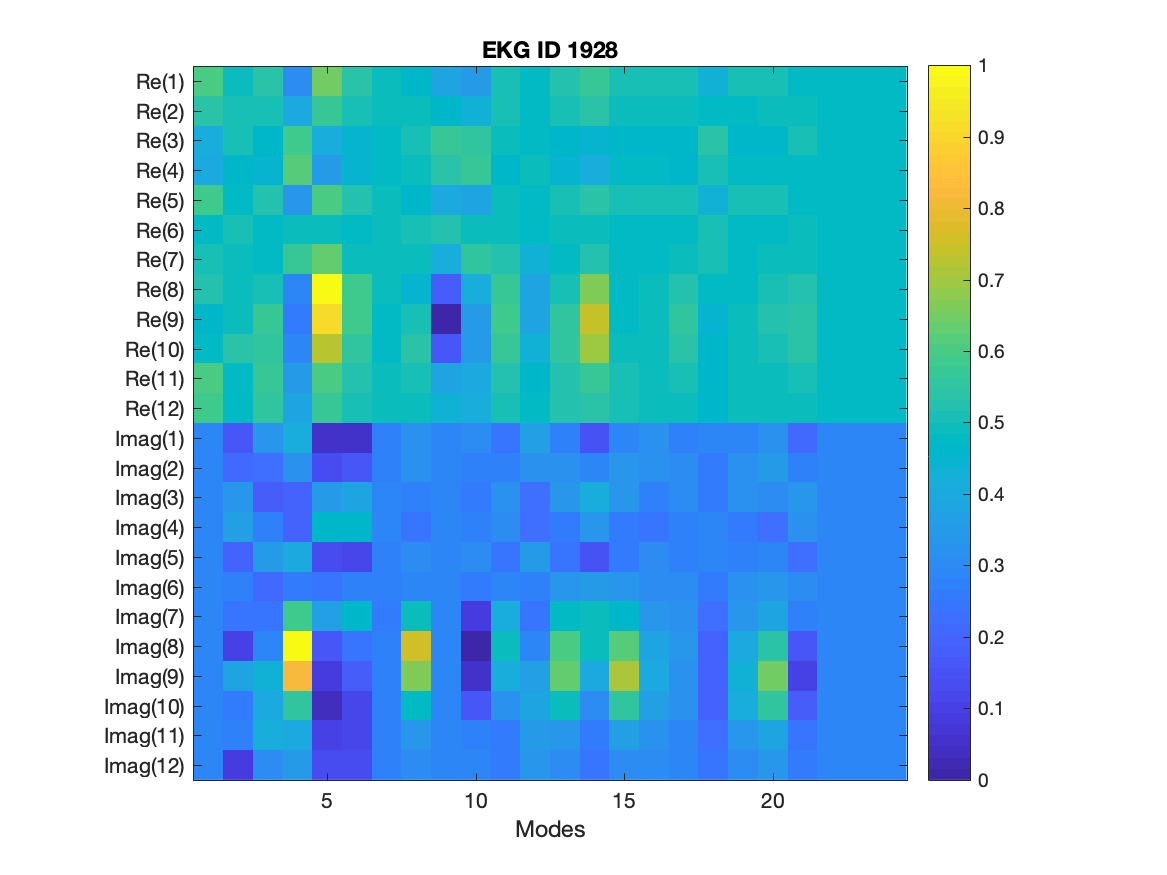 EKG ID 1928
Re(1)
Re(2)
Re(3)
Re(4)
Re(5)
Re(6)
Re(7)
Re(8)
Re(9)
Re(10)
Re(11)
Re(12)
Imag(1)
Imag(2)
Imag(3)
Imag(4)
Imag(5)
Imag(6)
Imag(7)
Imag(8)
Imag(9)
Imag(10)
Imag(11)
Imag(12)
5 10 15 20
Modes
1
0.9
0.8
0.7
0.6
0.5
0.4
0.3
0.2
0.1
0